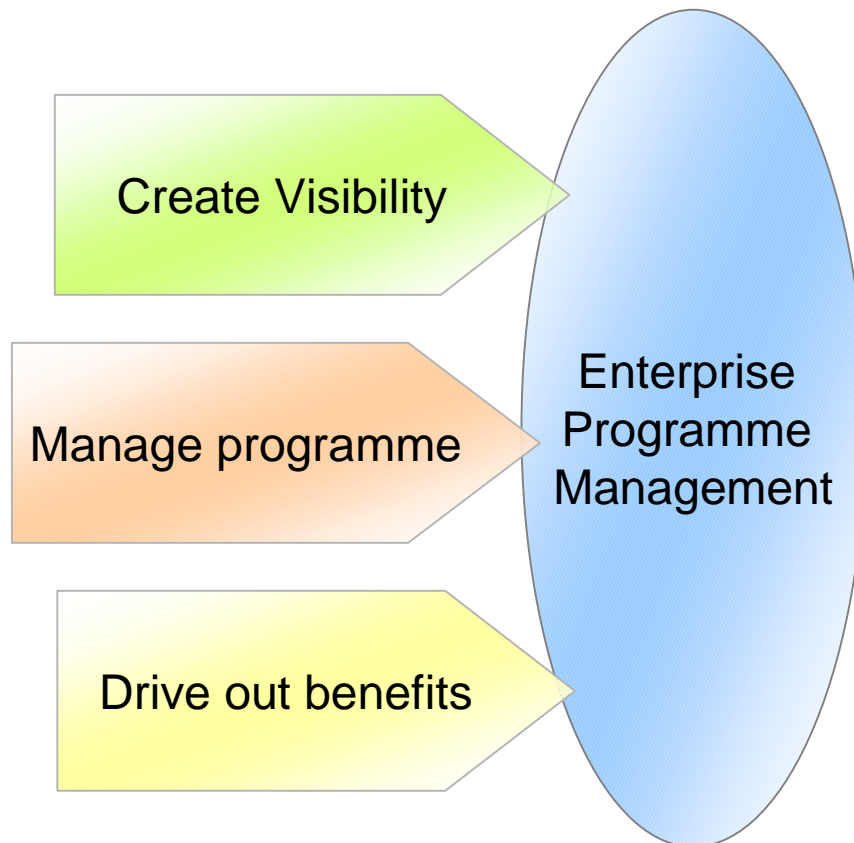 Create Visibility
Manage programme
Drive out benefits
Enterprise
Programme
Management